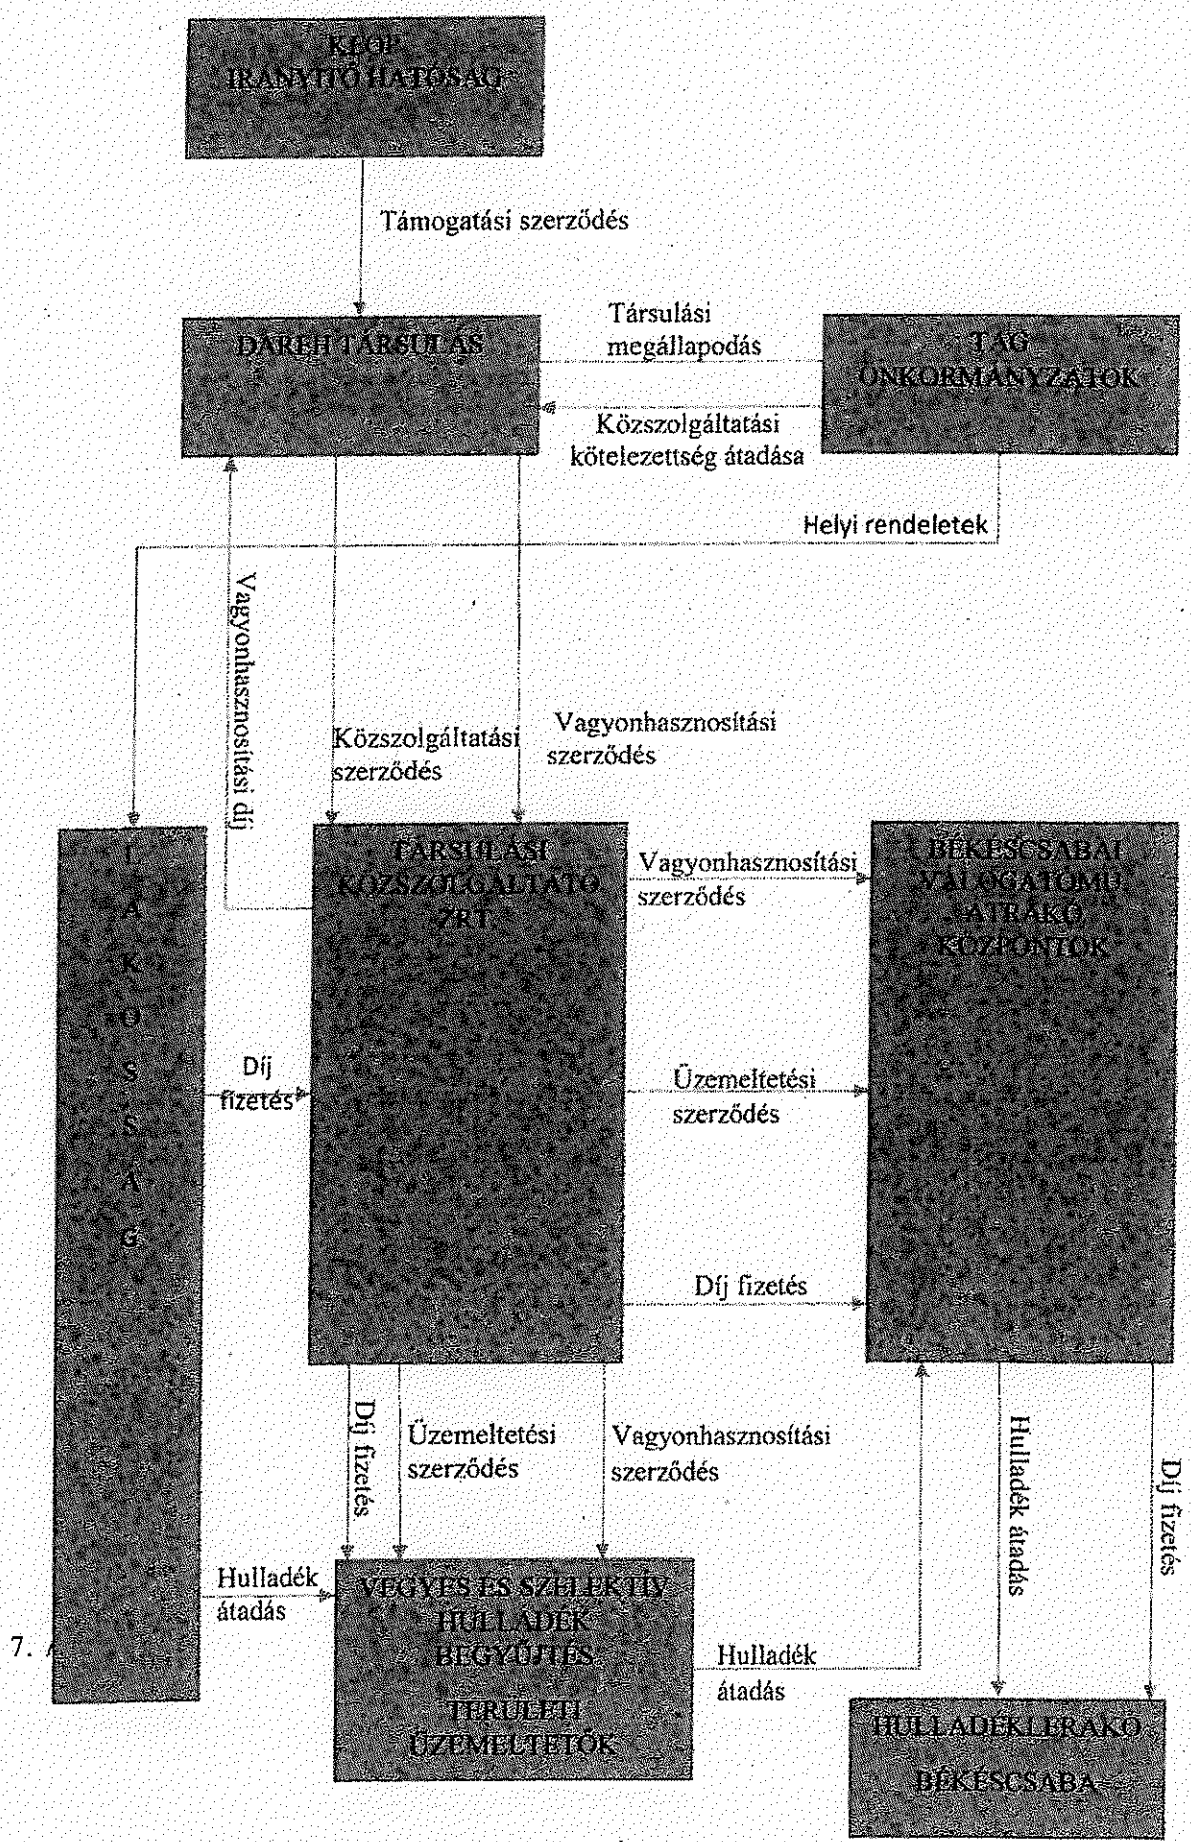 KEOP
IRÁNYÍTÓ HATÓSÁG
Támogatási szerződés
DAREH TÁRSULÁS
Társulási
megállapodás
TAG
ÖNKORMÁNYZATOK
Közszolgáltatási
kötelezettség átadása
Helyi rendeletek
Vagyonhasznosítási díj
Közszolgáltatási
szerződés
Vagyonhasznosítási
szerződés
L
A
K
O
S
S
Á
G
TÁRSULÁSI
KÖZSZOLGÁLTATÓ
ZRT.
Vagyonhasznosítási
szerződés
BÉKÉSCSABAI
VÁLOGATÓMŰ
ÁTRAKÓ
KÖZPONTOK
Díj
fizetés
Üzemeltetési
szerződés
Díj fizetés
Díj fizetés
Üzemeltetési
szerződés
Vagyonhasznosítási
szerződés
Hulladék átadás
Díj fizetés
Hulladék
átadás
VEGYES ÉS SZELEKTÍV
HULLADÉK
BEGYŰJTÉS
TERÜLETI
ÜZEMELTETŐK
7.
Hulladék
átadás
HULLADÉKLERAKÓ
BÉKÉSCSABA